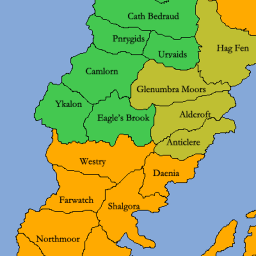 Cath Bedraud
Pnrygids
Hag Fen
Uryaids
Camlorn
Glenumbra Moors
Ykalon
Eagle's Brook
Aldcroft
Anticlere
Westry
Daenia
Farwatch
Shalgora
Northmoor